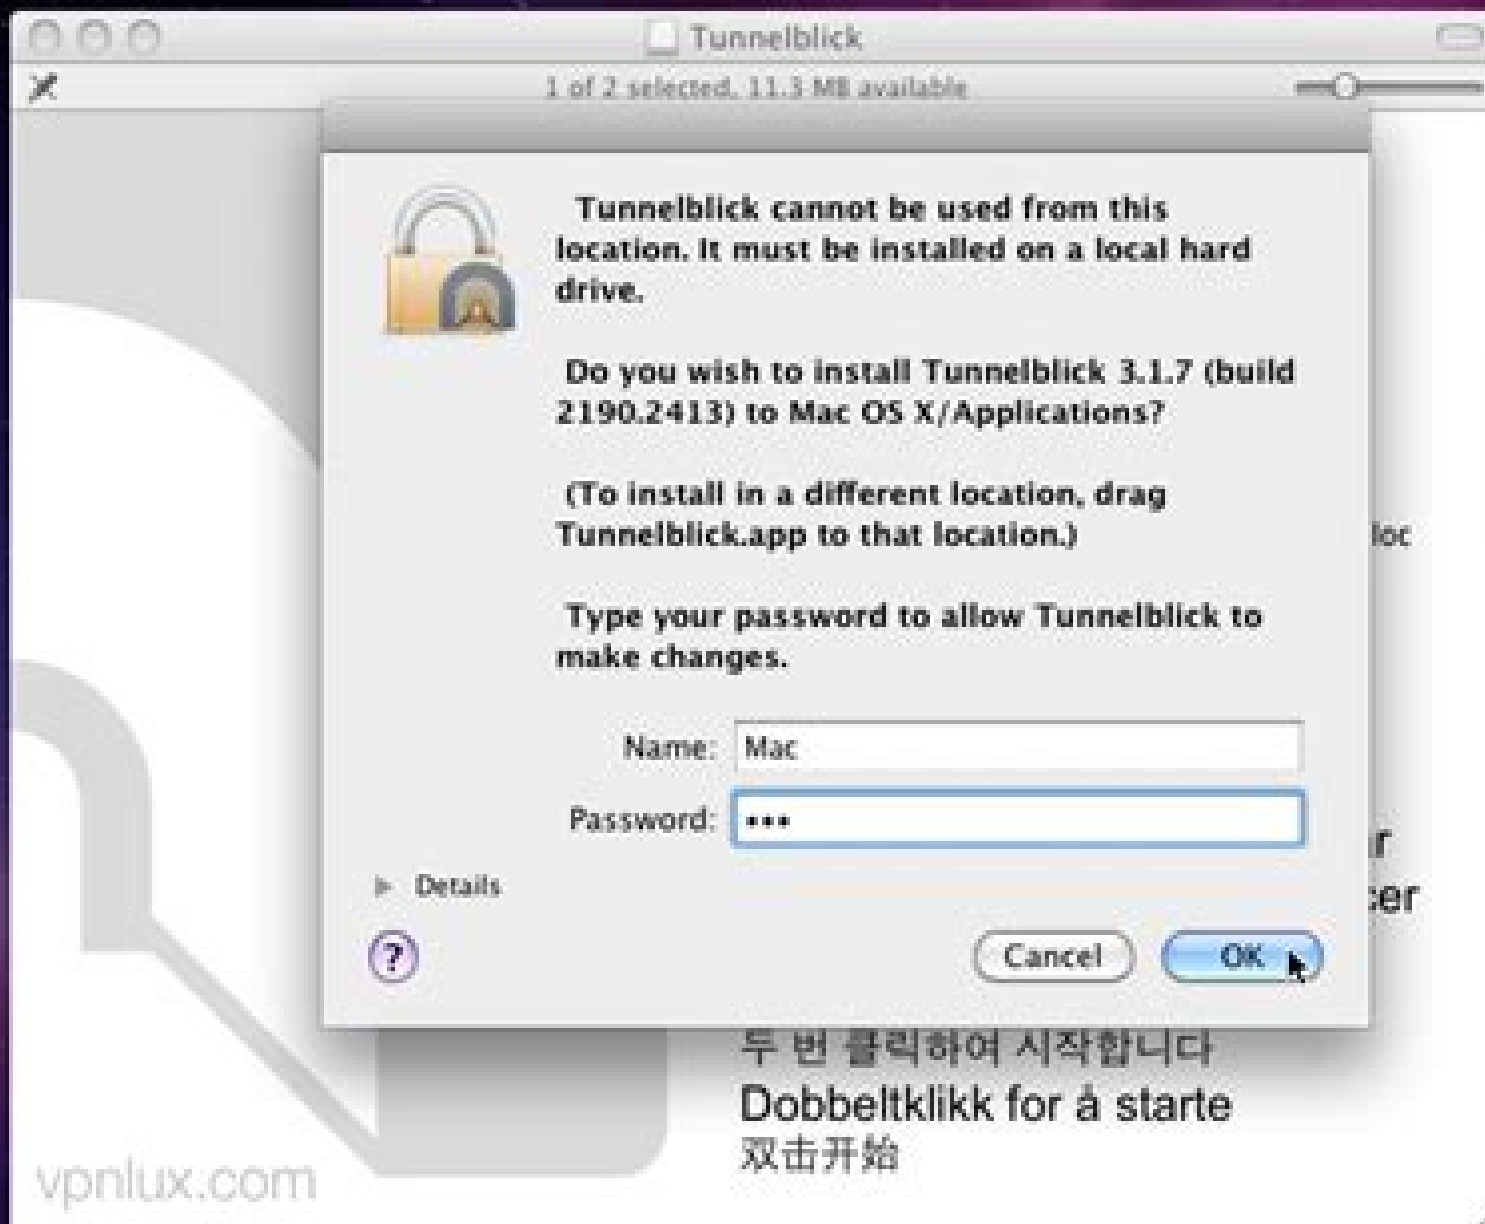 Tunnelblick
1 of 2 selected, 11.3 MB available
Tunnelblick cannot be used from this
location. It must be installed on a local hard
drive.
Do you wish to install Tunnelblick 3.1.7 (build
2190.2413) to Mac OS X/Applications?
(To install in a different location, drag
Tunnelblick.app to that location.)
loc
Type your password to allow Tunnelblick to
make changes.
Name: Mac
Password: •••
Details
?
Cancel OK
두 번 클릭하여 시작합니다
Dobbeltklikk for å starte
双击开始
vpnlux.com